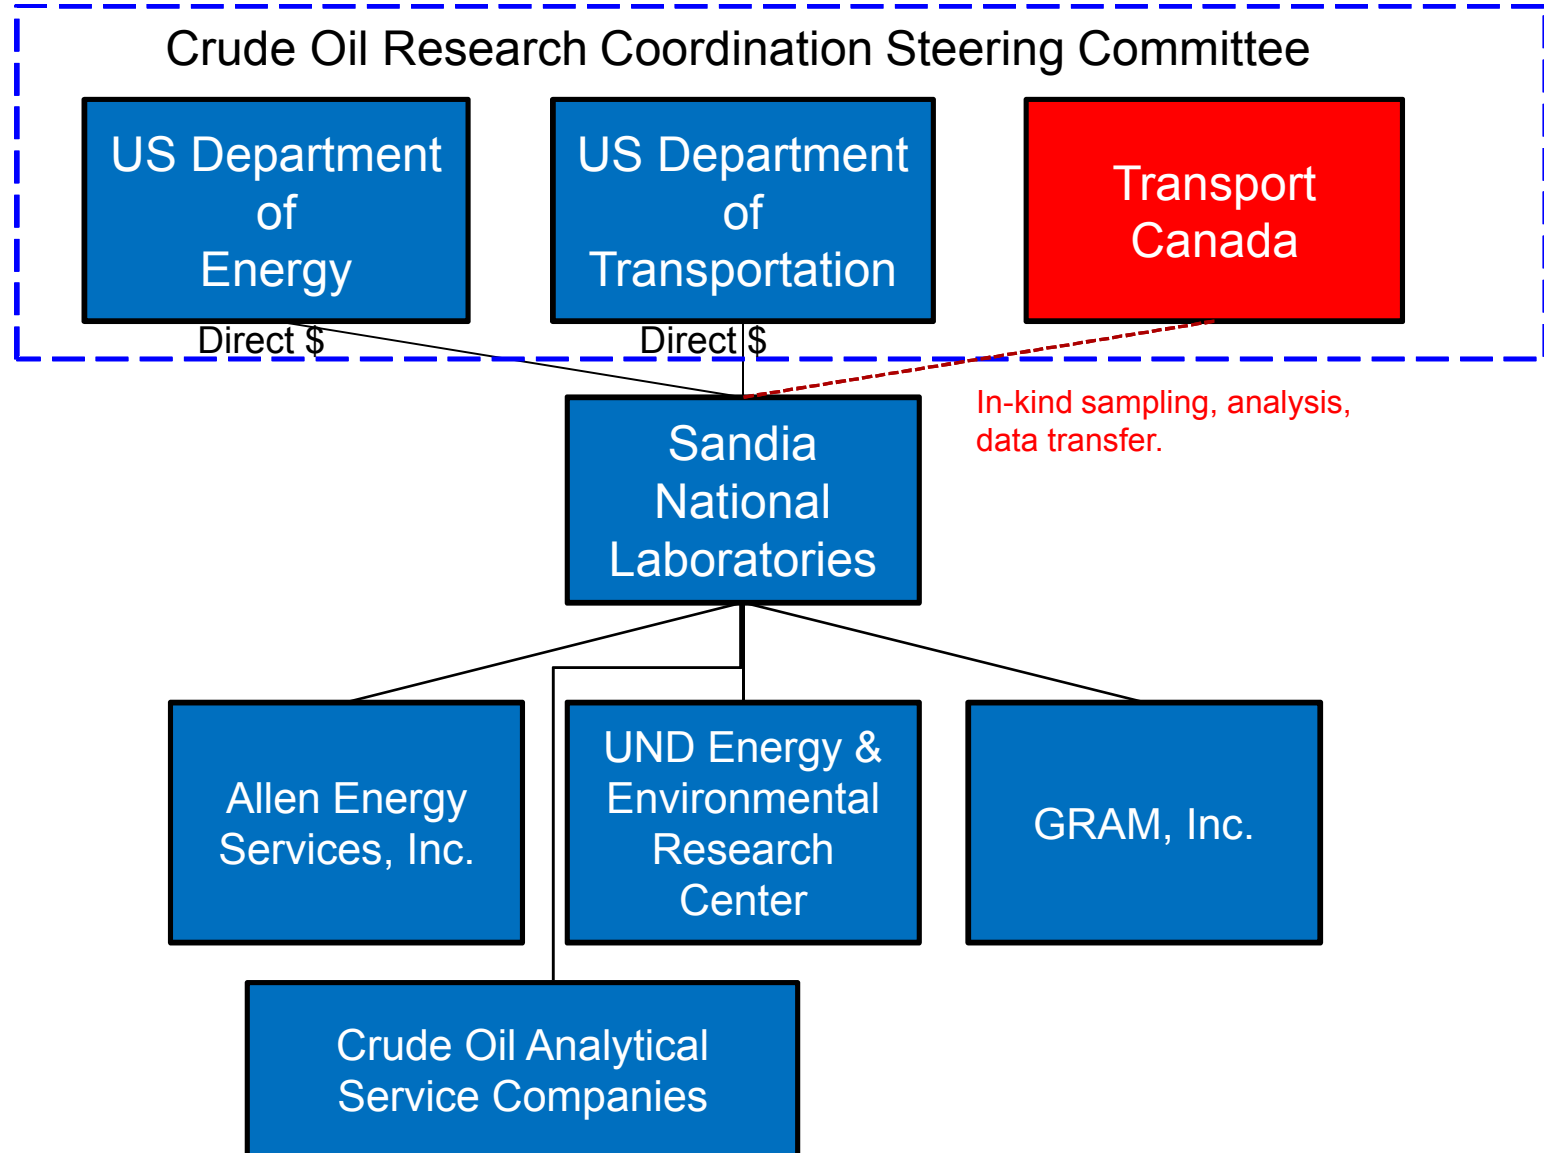 Crude Oil Research Coordination Steering Committee
US Department
of
Energy
US Department
of
Transportation
Transport
Canada
Direct $
Direct $
In-kind sampling, analysis,
data transfer.
Sandia
National
Laboratories
Allen Energy
Services, Inc.
UND Energy &
Environmental
Research
Center
GRAM, Inc.
Crude Oil Analytical
Service Companies